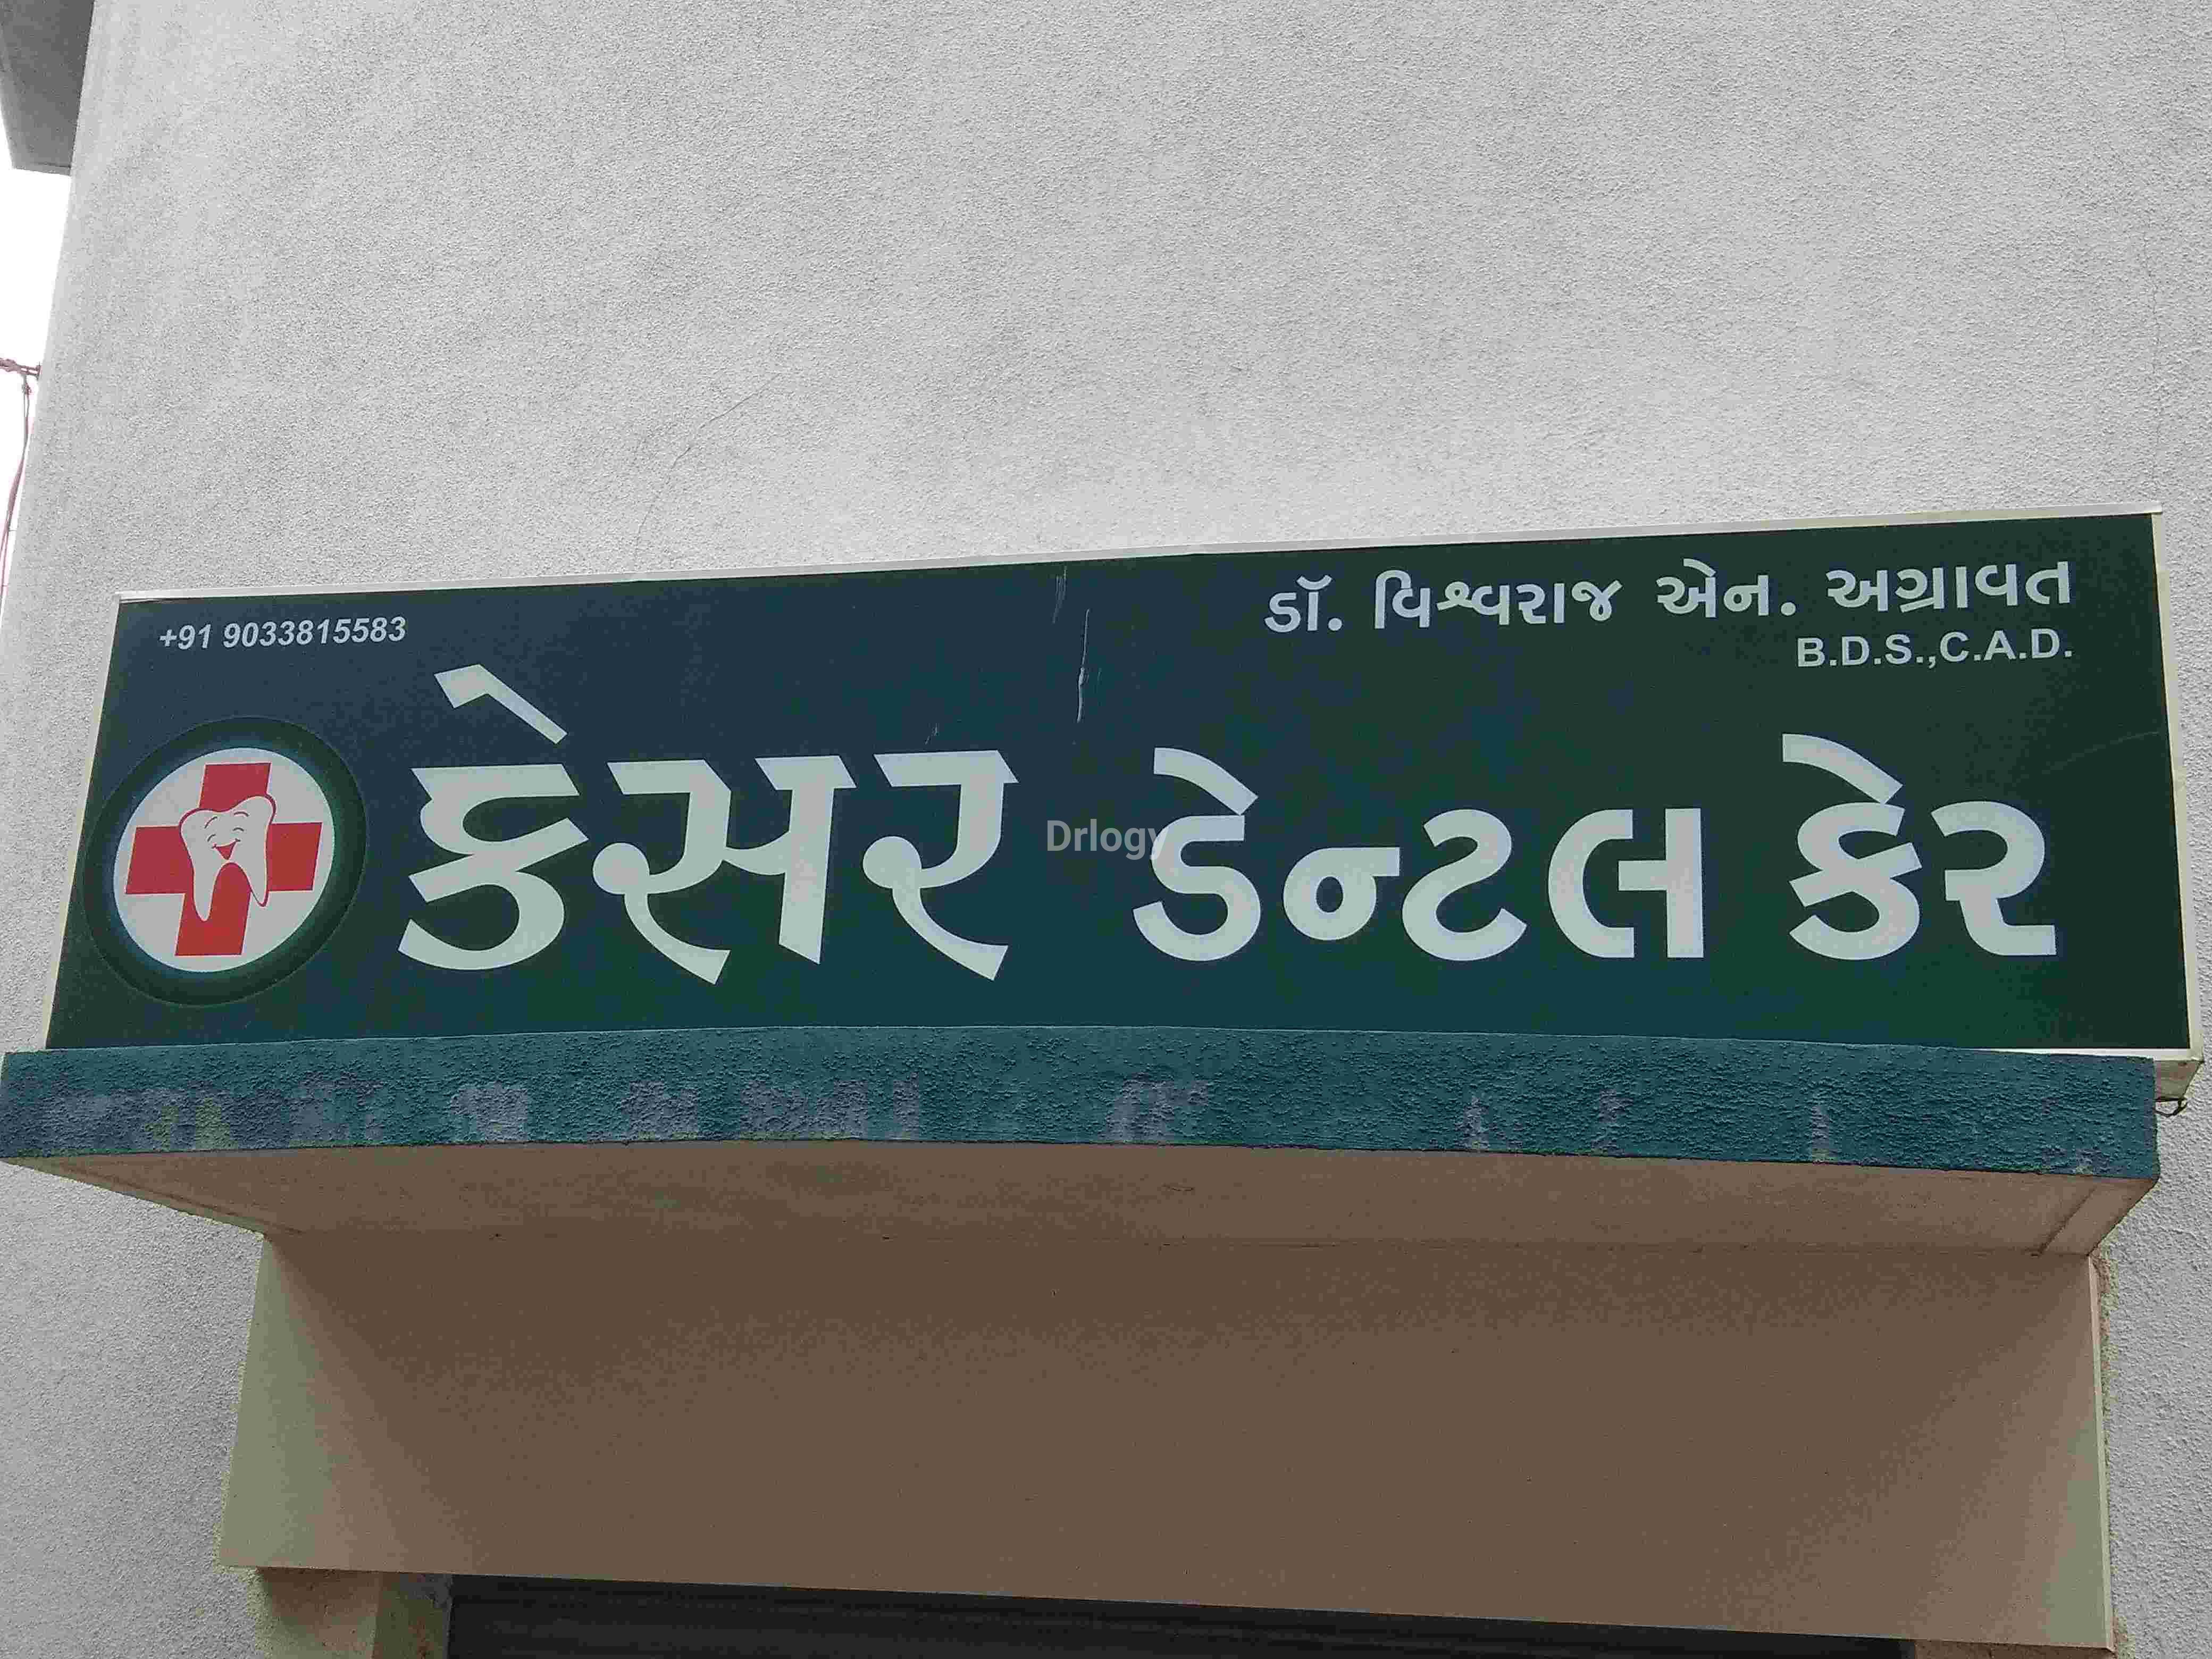 +91 9033815583
ડૉ. વિશ્વરાજ એન. અગ્રાવત
B.D.S.,C.A.D.
કેસર ડેન્ટલ કેર
Drlogy